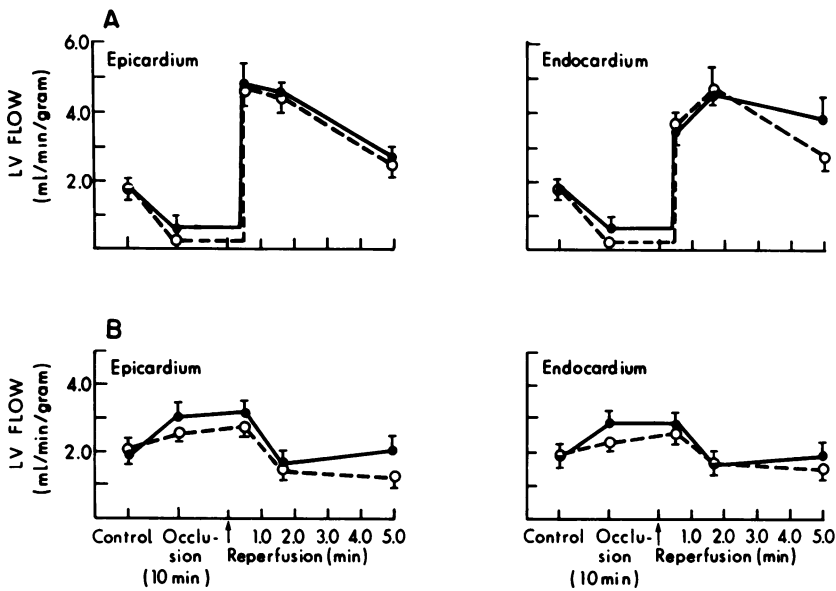 A
Epicardium
Endocardium
6.0
4.0
2.0
LV FLOW
(ml/min/gram)
B
Epicardium
Endocardium
4.0
2.0
LV FLOW
(ml/min/gram)
Control Occlu- 1.0 2.0 3.0 4.0 5.0
sion Reperfusion (min)
(10 min)
Control Occlu- 1.0 2.0 3.0 4.0 5.0
sion Reperfusion (min)
(10 min)